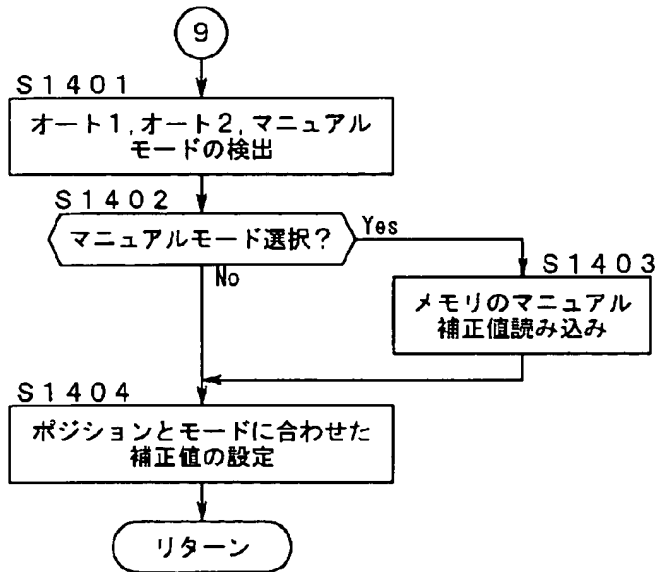 9
S1401
オート1,オート2,マニュアル
モードの検出
S1402
マニュアルモード選択?
Yes
No
S1403
メモリのマニュアル
補正値読み込み
S1404
ポジションとモードに合わせた
補正値の設定
リターン